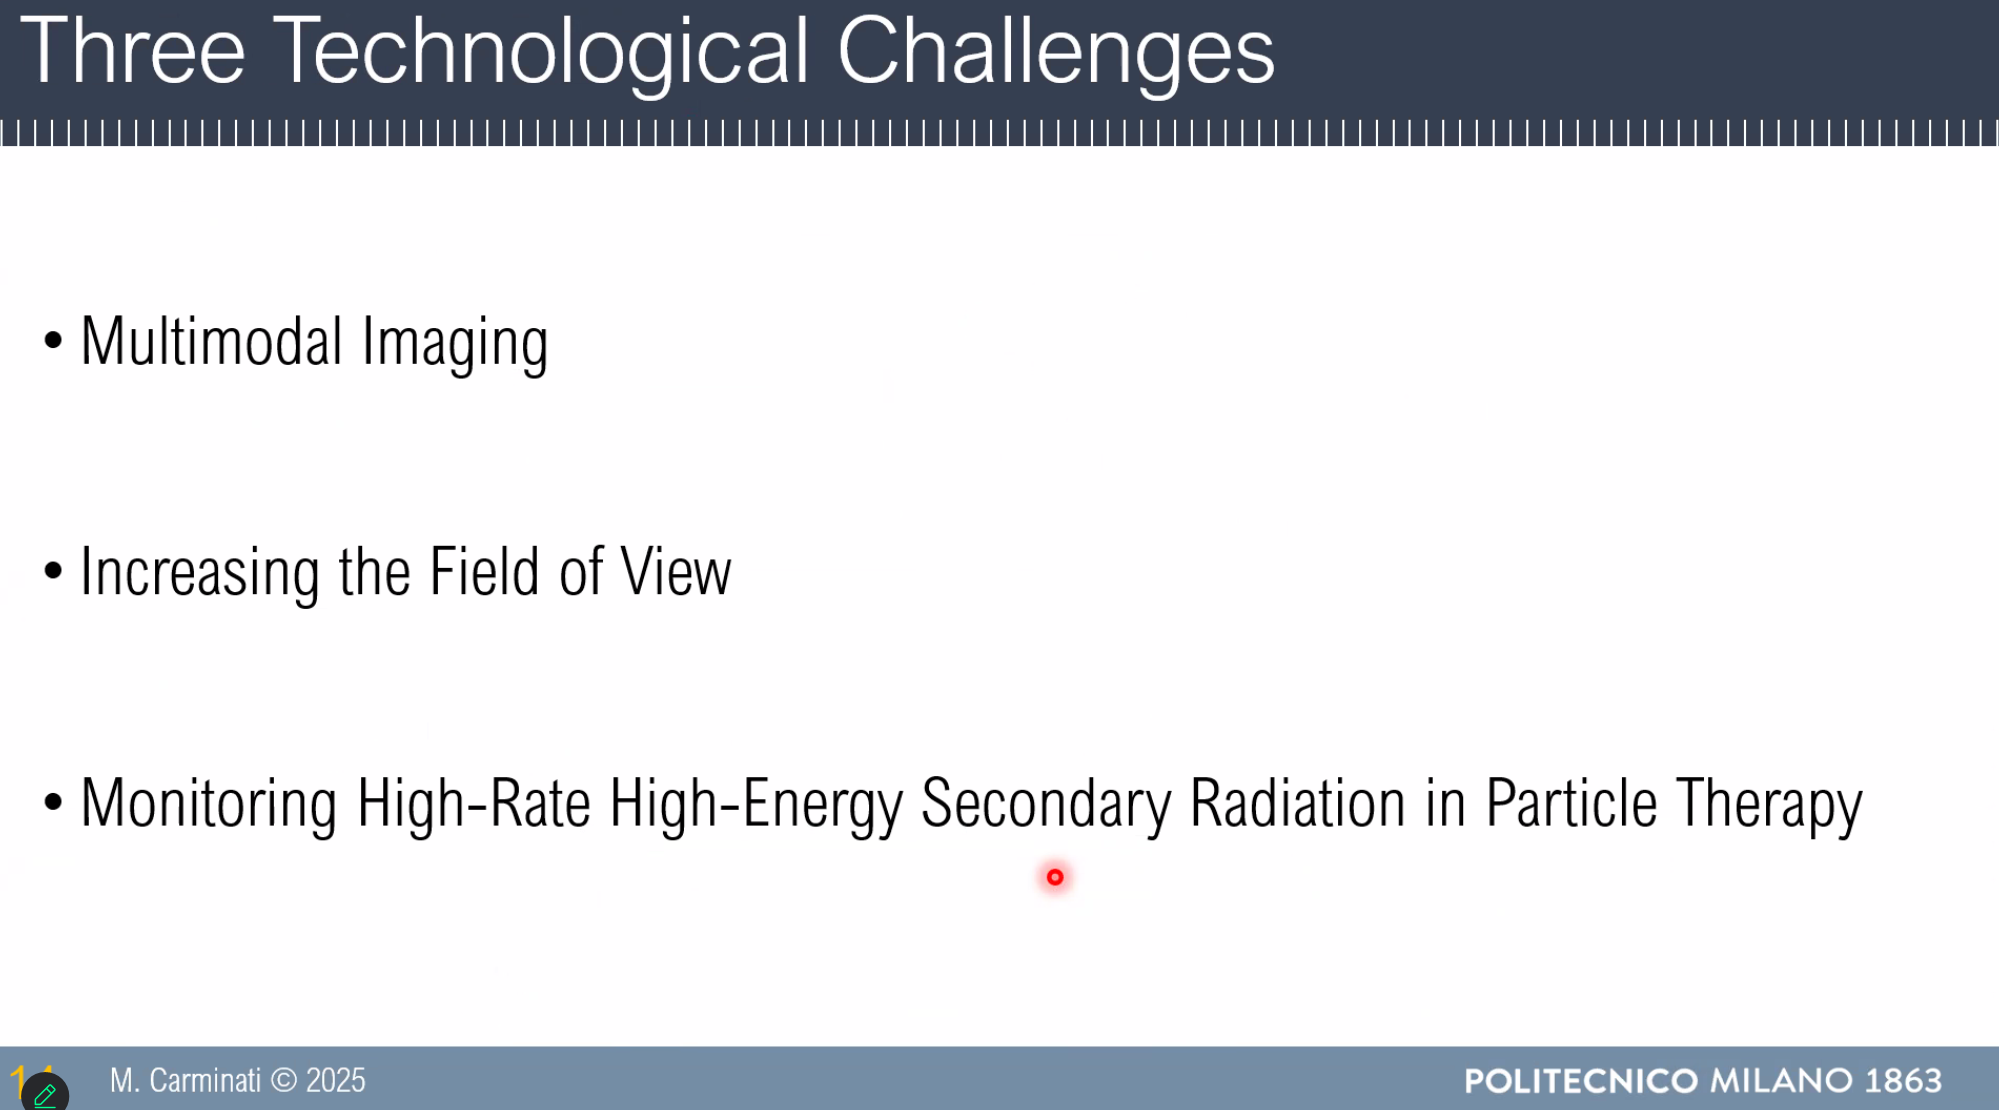 Three Technological Challenges
• Multimodal Imaging
• Increasing the Field of View
• Monitoring High-Rate High-Energy Secondary Radiation in Particle Therapy
M. Carminati © 2025
POLITECNICO MILANO 1863